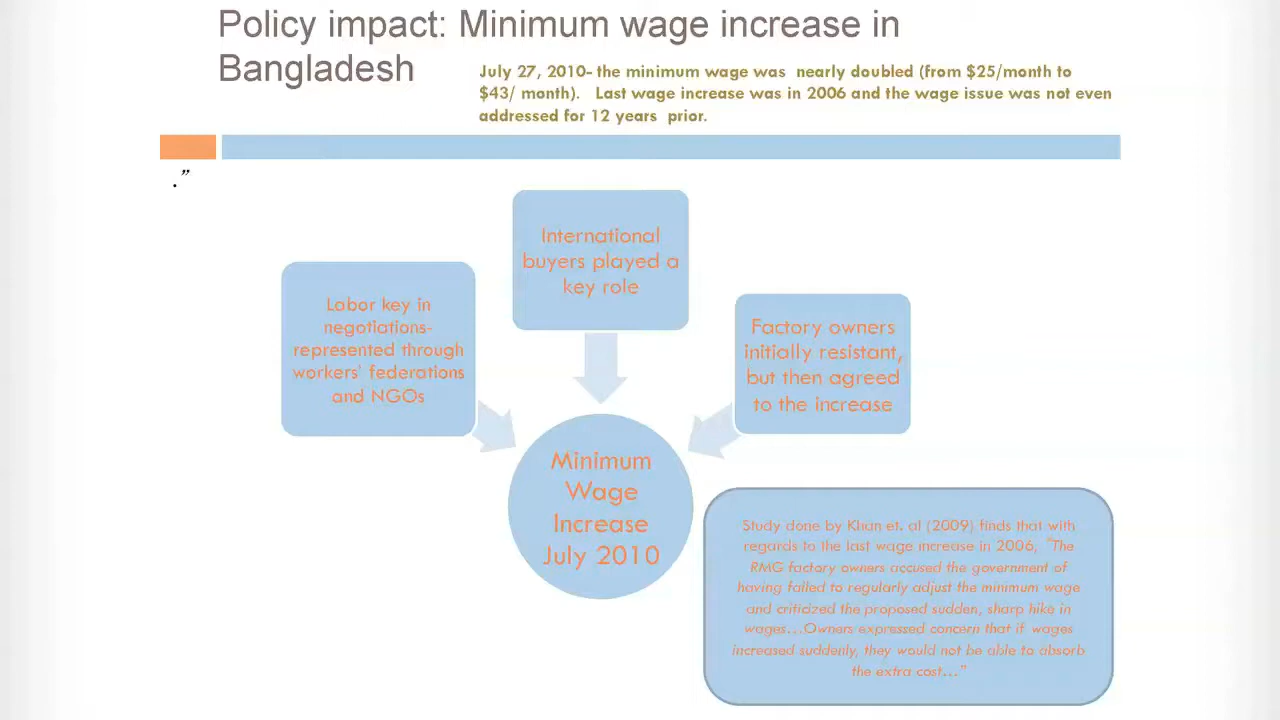 Policy impact: Minimum wage increase in
Bangladesh
July 27, 2010- the minimum wage was nearly doubled (from $25/month to
$43/ month). Last wage increase was in 2006 and the wage issue was not even
addressed for 12 years prior.
.”
International
buyers played a
key role
Labor key in
negotiations-
represented through
workers’ federations
and NGOs
Factory owners
initially resistant,
but then agreed
to the increase
Minimum
Wage
Increase
July 2010
Study done by Khan et. al (2009) finds that with
regards to the last wage increase in 2006, “The
RMG factory owners accused the government of
having failed to regularly adjust the minimum wage
and criticized the proposed sudden, sharp hike in
wages…Owners expressed concern that if wages
increased suddenly, they would not be able to absorb
the extra cost…”